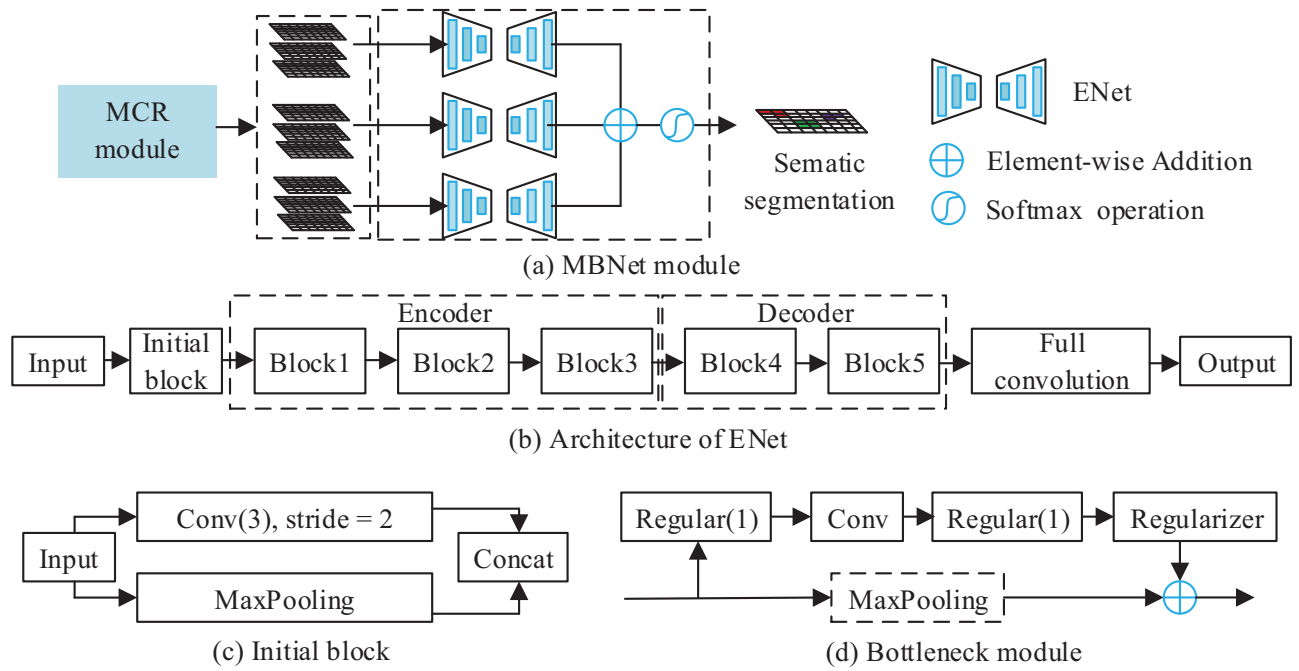 MCR
module
Sematic
segmentation
ENet
Element-wise Addition
Softmax operation
(a) MBNet module
Encoder
Decoder
Input
Initial
block
Block1
Block2
Block3
Block4
Block5
Full
convolution
Output
(b) Architecture of ENet
Input
Conv(3), stride = 2
MaxPooling
Concat
(c) Initial block
Regular(1)
Conv
Regular(1)
Regularizer
MaxPooling
(d) Bottleneck module